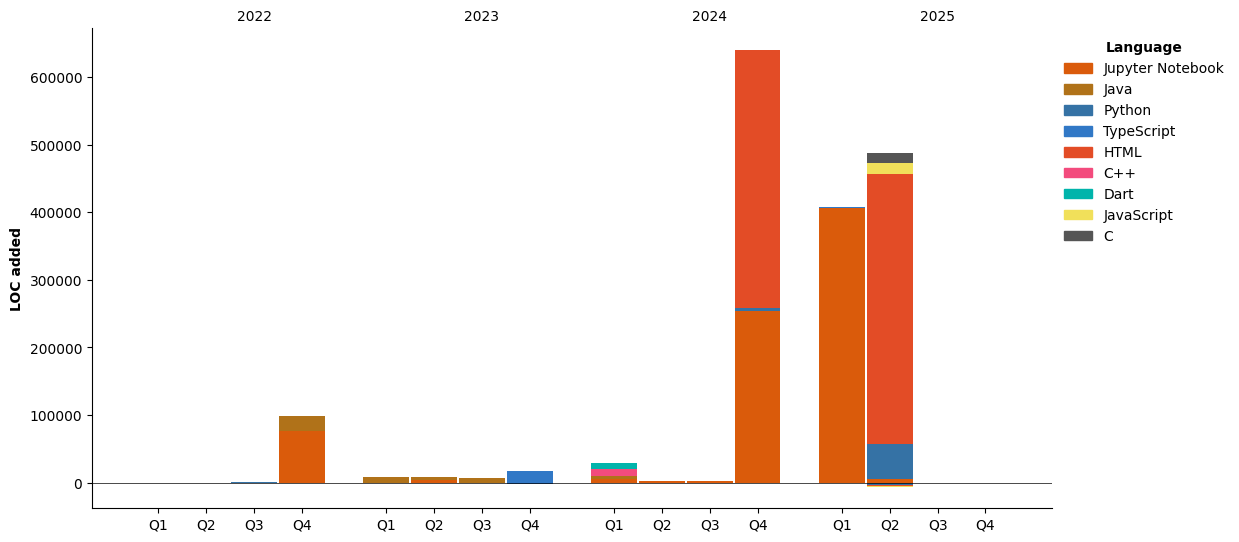 2022 2023 2024 2025
LOC added
600000
500000
400000
300000
200000
100000
0
Q1 Q2 Q3 Q4 Q1 Q2 Q3 Q4 Q1 Q2 Q3 Q4 Q1 Q2 Q3 Q4
Language
Jupyter Notebook
Java
Python
TypeScript
HTML
C++
Dart
JavaScript
C